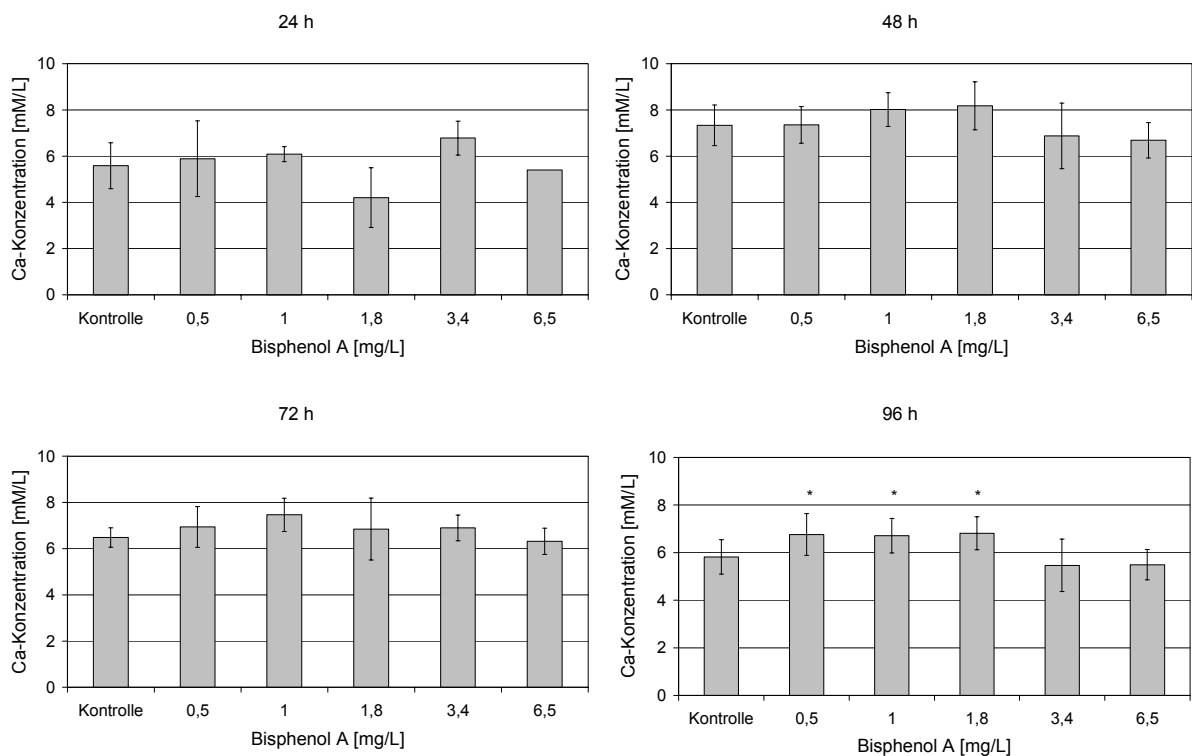 24 h
Ca-Konzentration [mM/L]
10
8
6
4
2
0
Kontrolle 0,5 1 1,8 3,4 6,5
Bisphenol A [mg/L]
48 h
Ca-Konzentration [mM/L]
10
8
6
4
2
0
Kontrolle 0,5 1 1,8 3,4 6,5
Bisphenol A [mg/L]
72 h
Ca-Konzentration [mM/L]
10
8
6
4
2
0
Kontrolle 0,5 1 1,8 3,4 6,5
Bisphenol A [mg/L]
96 h
Ca-Konzentration [mM/L]
10
8
6
4
2
0
* * *
Kontrolle 0,5 1 1,8 3,4 6,5
Bisphenol A [mg/L]